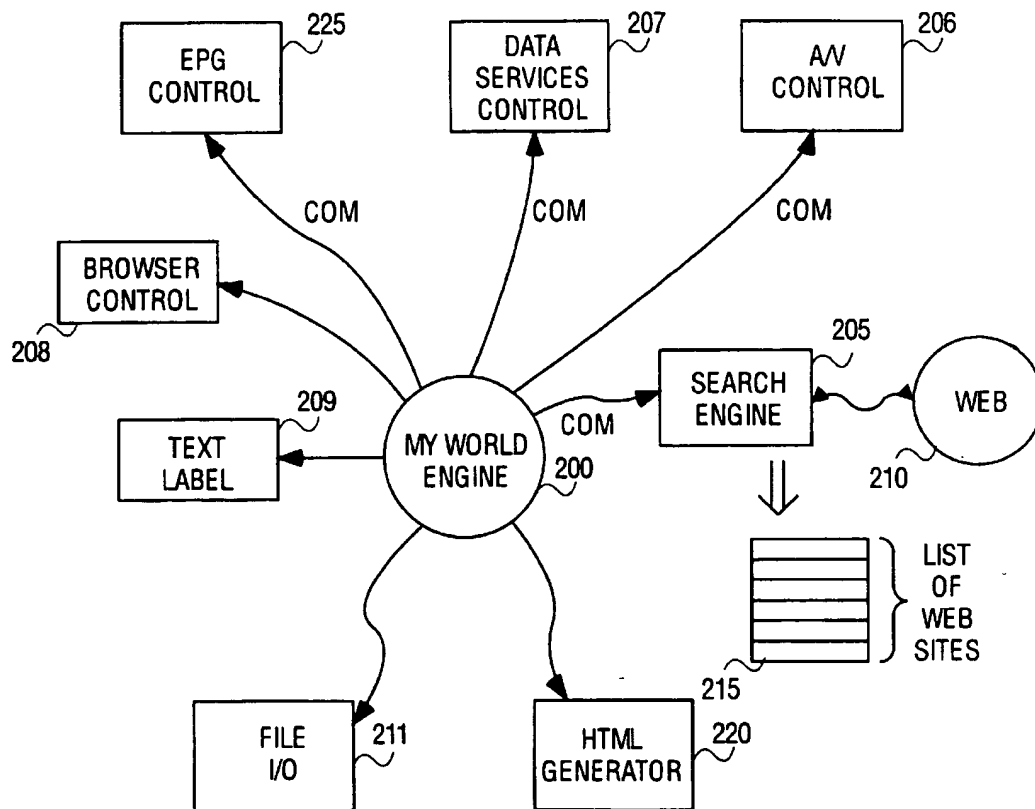 225
EPG
CONTROL
207
DATA
SERVICES
CONTROL
206
A/V
CONTROL
COM
COM
COM
BROWSER
CONTROL
208
205
SEARCH
ENGINE
WEB
210
209
TEXT
LABEL
MY WORLD
ENGINE
200
COM
LIST
OF
WEB
SITES
215
FILE
I/O
211
HTML
GENERATOR
220